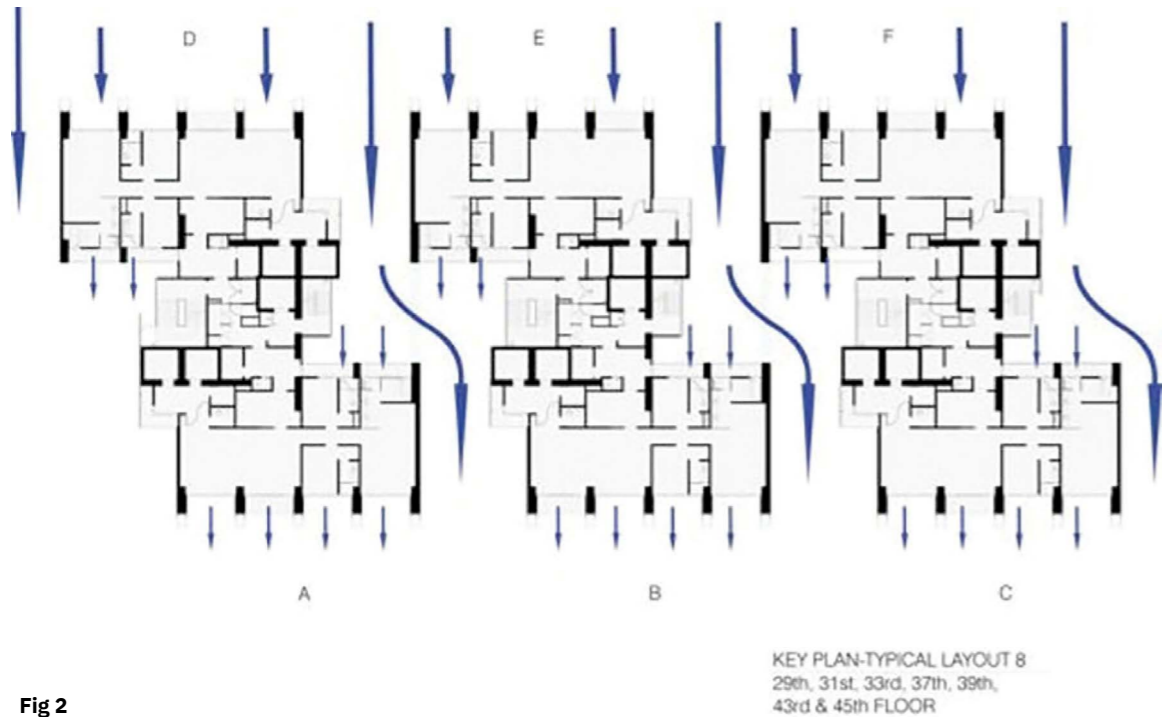 D E F
A B C
KEY PLAN-TYPICAL LAYOUT 8
29th, 31st, 33rd, 37th, 39th,
43rd & 45th FLOOR
Fig 2